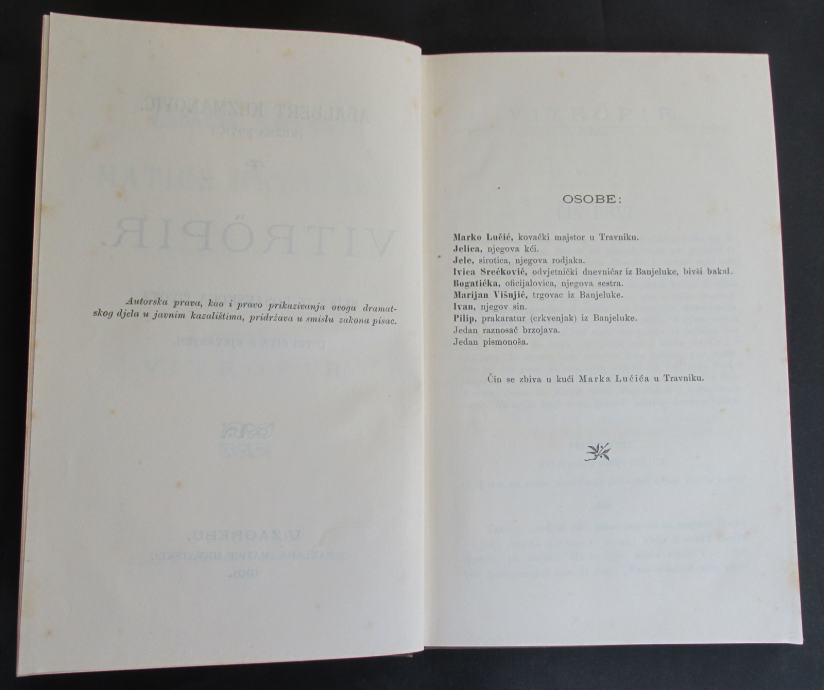 Autorska prava, kao i pravo prikazivanja ovoga dramat-
skog djela u javnim kazalištima, pridržava u smislu zakona pisac.
OSOBE:
Marko Lučić, kovački majstor u Travniku.
Jelica, njegova kći.
Jele, sirotica, njegova rodjaka.
Ivica Srećković, odvjetnički dnevničar iz Banjeluke, bivši bakal.
Bogatićka, oficijalovica, njegova sestra.
Marijan Višnjić, trgovac iz Banjeluke.
Ivan, njegov sin.
Pilip, prakaratur (crkvenjak) iz Banjeluke.
Jedan raznosač brzojava.
Jedan pismonoša.
Čin se zbiva u kući Marka Lučića u Travniku.